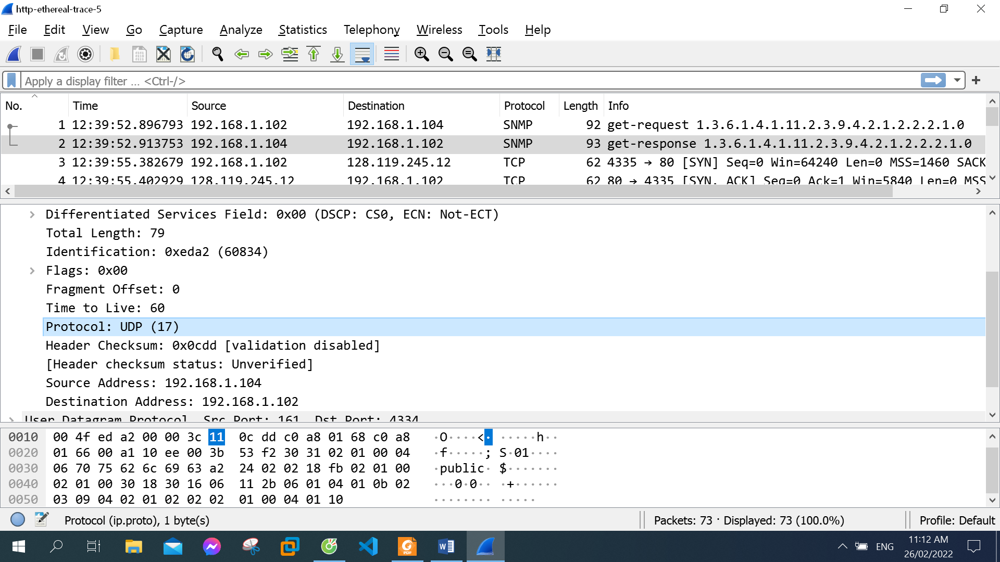 http-ethereal-trace-5
File Edit View Go Capture Analyze Statistics Telephony Wireless Tools Help
Apply a display filter ... <Ctrl-/>
No. Time Source Destination Protocol Length Info
1 12:39:52.896793 192.168.1.102 192.168.1.104 SNMP 92 get-request 1.3.6.1.4.1.11.2.3.9.4.2.1.2.2.2.1.0
2 12:39:52.913753 192.168.1.104 192.168.1.102 SNMP 93 get-response 1.3.6.1.4.1.11.2.3.9.4.2.1.2.2.2.1.0
3 12:39:55.382679 192.168.1.102 128.119.245.12 TCP 62 4335 → 80 [SYN] Seq=0 Win=64240 Len=0 MSS=1460 SACK
4 12:39:55.402929 128.119.245.12 192.168.1.102 TCP 62 80 → 4335 [SYN, ACK] Seq=0 Ack=1 Win=5840 Len=0 MSS
Differentiated Services Field: 0x00 (DSCP: CS0, ECN: Not-ECT)
Total Length: 79
Identification: 0xeda2 (60834)
Flags: 0x00
Fragment Offset: 0
Time to Live: 60
Protocol: UDP (17)
Header Checksum: 0x0cdd [validation disabled]
[Header checksum status: Unverified]
Source Address: 192.168.1.104
Destination Address: 192.168.1.102
User Datagram Protocol, Src Port: 161, Dst Port: 4334
0010 00 4f ed a2 00 00 3c 11 0c dd c0 a8 01 68 c0 a8 ·O····<· ·····h··
0020 01 66 00 a1 10 ee 00 3b 53 f2 30 31 02 01 00 04 ·f·····; S·01····
0030 06 70 75 62 6c 69 63 a2 24 02 02 18 fb 02 01 00 ·public· $·······
0040 02 01 00 30 18 30 16 06 11 2b 06 01 04 01 0b 02 ···0·0·· ·+······
0050 03 09 04 02 01 02 02 02 01 00 04 01 10 ········ ·····
Protocol (ip.proto), 1 byte(s) Packets: 73 · Displayed: 73 (100.0%) Profile: Default
PDF
ENG
11:12 AM
26/02/2022